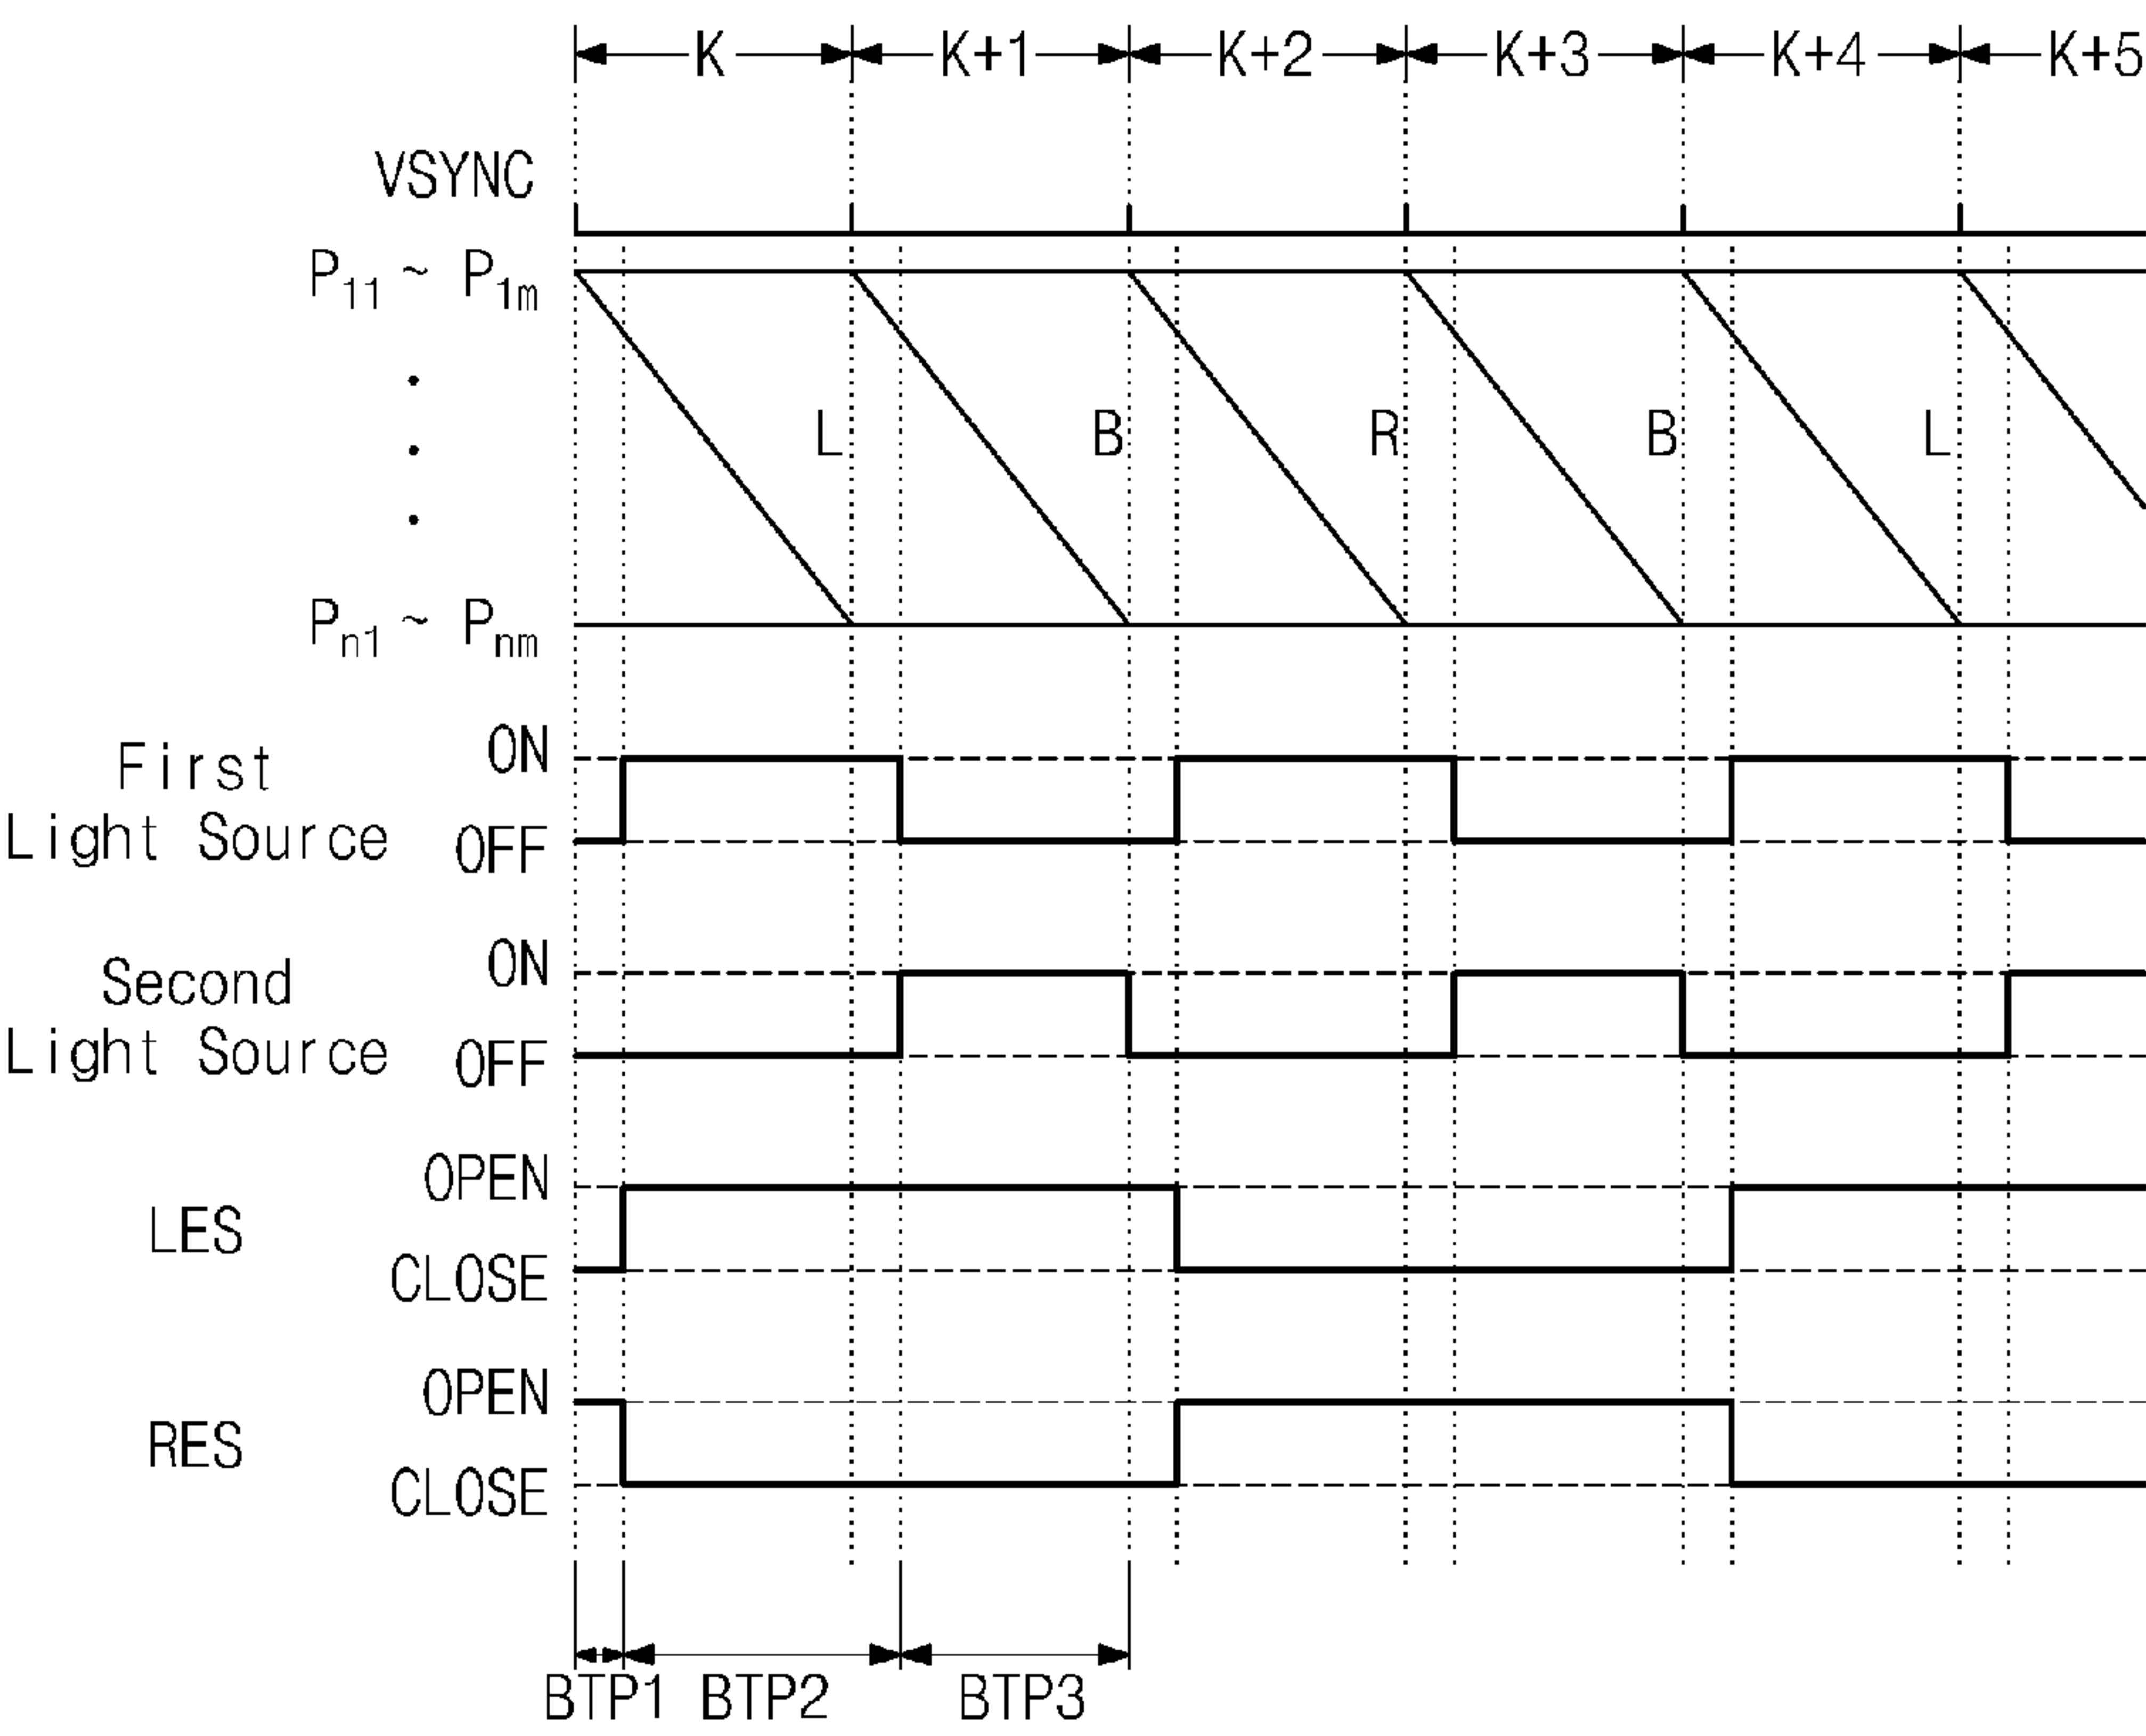 K K+1 K+2 K+3 K+4 K+5
VSYNC
P11 ~ P1m
L B R B L
Pn1 ~ Pnm
First
Light Source
ON
OFF
Second
Light Source
ON
OFF
LES
OPEN
CLOSE
RES
OPEN
CLOSE
BTP1 BTP2 BTP3